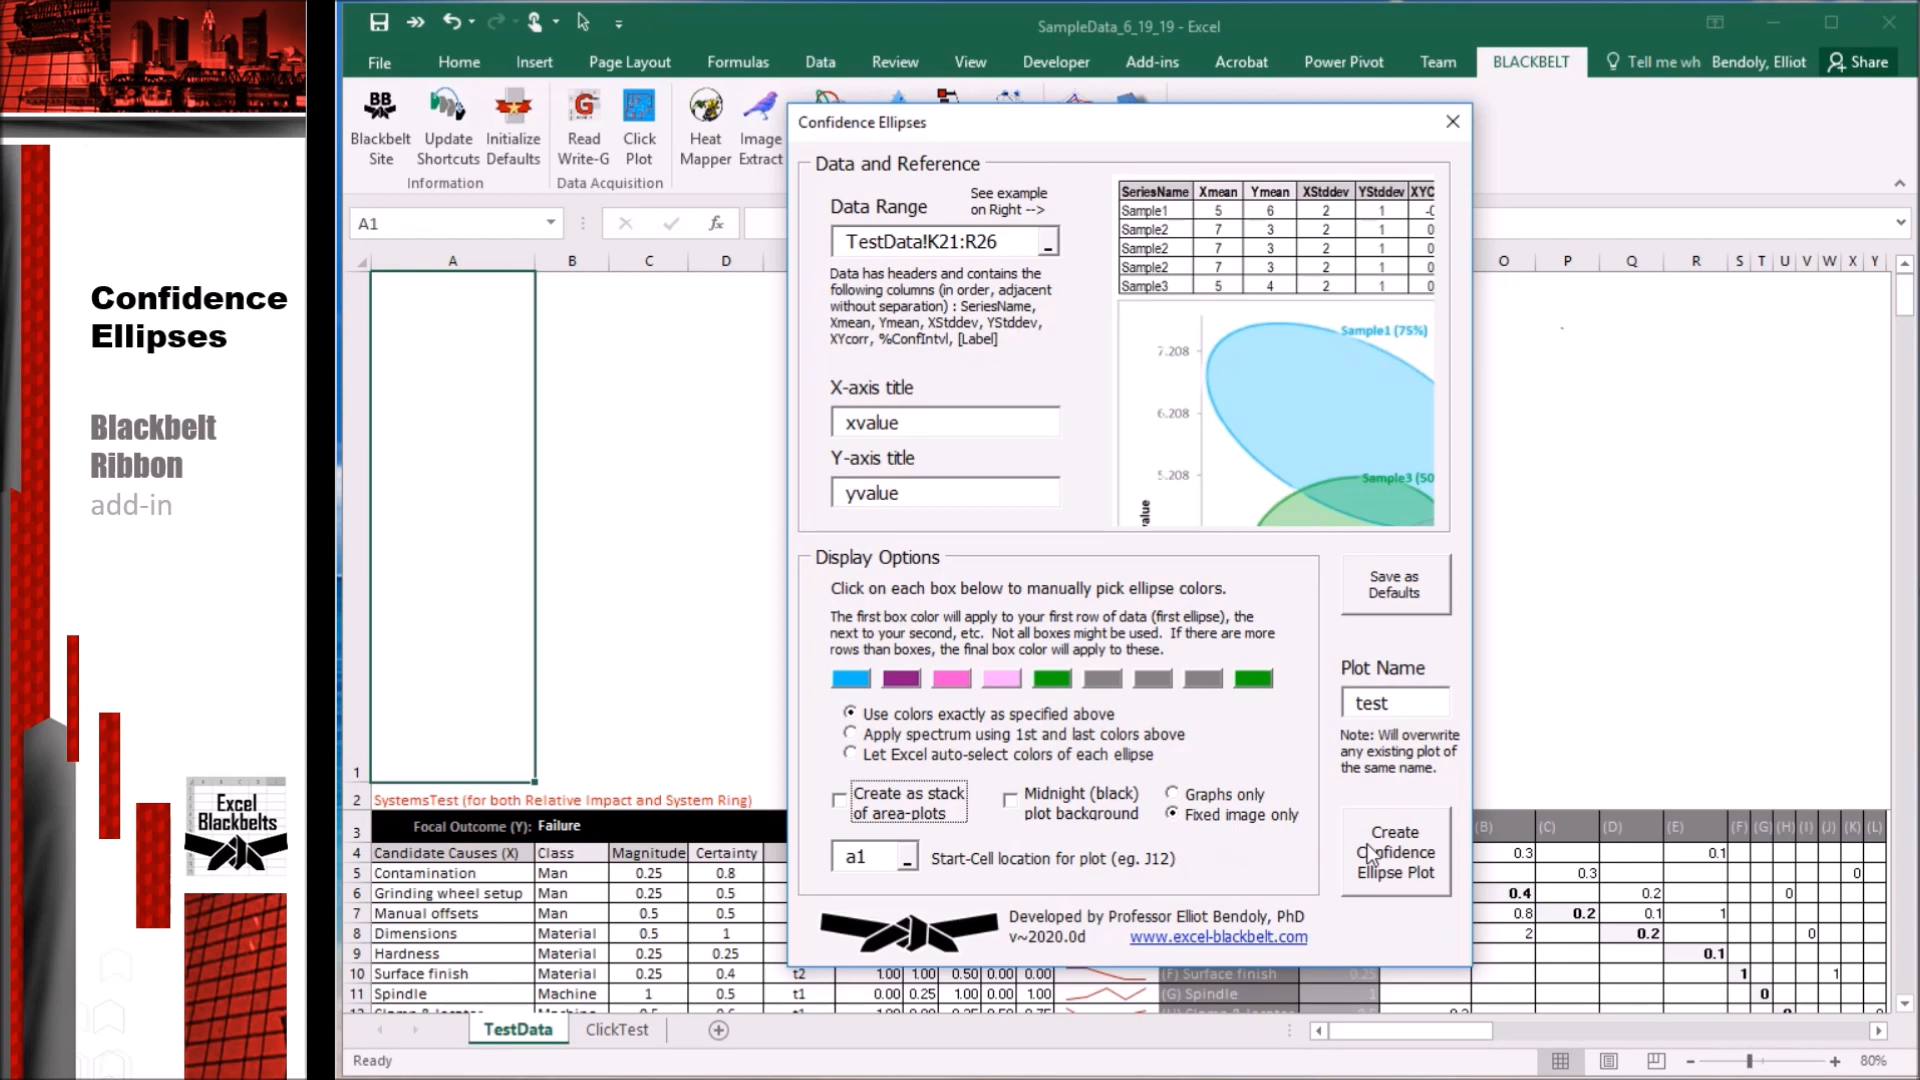 Confidence
Ellipses
Blackbelt
Ribbon
add-in
Excel
Blackbelts
SampleData_6_19_19 - Excel
File Home Insert Page Layout Formulas Data Review View Developer Add-ins Acrobat Power Pivot Team BLACKBELT Tell me wh Bendoly, Elliot Share
BB
Blackbelt Site
Update Shortcuts
Initialize Defaults
Read Write-G
Click Plot
Heat Mapper
Image Extract
Information
Data Acquisition
A1
fx
A B C D O P Q R S T U V W X Y
Confidence Ellipses
Data and Reference
Data Range
See example
on Right -->
TestData!K21:R26
Data has headers and contains the
following columns (in order, adjacent
without separation) : SeriesName,
Xmean, Ymean, XStddev, YStddev,
XYcorr, %ConfIntvl, [Label]
X-axis title
xvalue
Y-axis title
yvalue
SeriesName Xmean Ymean XStddev YStddev XYC
Sample1 5 6 2 1 -0
Sample2 7 3 2 1 0
Sample2 7 3 2 1 0
Sample2 7 3 2 1 0
Sample3 5 4 2 1 0
Sample1 (75%)
7.208
6.208
5.208
Sample3 (50
value
Display Options
Click on each box below to manually pick ellipse colors.
The first box color will apply to your first row of data (first ellipse), the
next to your second, etc. Not all boxes might be used. If there are more
rows than boxes, the final box color will apply to these.
Use colors exactly as specified above
Apply spectrum using 1st and last colors above
Let Excel auto-select colors of each ellipse
Create as stack
of area-plots
Midnight (black)
plot background
Graphs only
Fixed image only
a1
Start-Cell location for plot (eg. J12)
Save as
Defaults
Plot Name
test
Note: Will overwrite
any existing plot of
the same name.
Create
Confidence
Ellipse Plot
Developed by Professor Elliot Bendoly, PhD
v~2020.0d www.excel-blackbelt.com
1
2 SystemsTest (for both Relative Impact and System Ring)
3 Focal Outcome (Y): Failure (B) (C) (D) (E) (F) (G) (H) (I) (J) (K) (L)
4 Candidate Causes (X) Class Magnitude Certainty 0.3 0.1
5 Contamination Man 0.25 0.8 0.3 0
6 Grinding wheel setup Man 0.25 0.5 0.4 0.2 0
7 Manual offsets Man 0.5 0.5 0.8 0.2 0.1 1
8 Dimensions Material 0.5 1 2 0.2 0
9 Hardness Material 0.25 0.25 0.1
10 Surface finish Material 0.25 0.4 t2 1.00 1.00 0.50 0.00 0.00 (F) Surface finish 0.25 1 1
11 Spindle Machine 1 0.5 t1 0.00 0.25 1.00 0.00 1.00 (G) Spindle 1 0
TestData ClickTest
Ready
80%